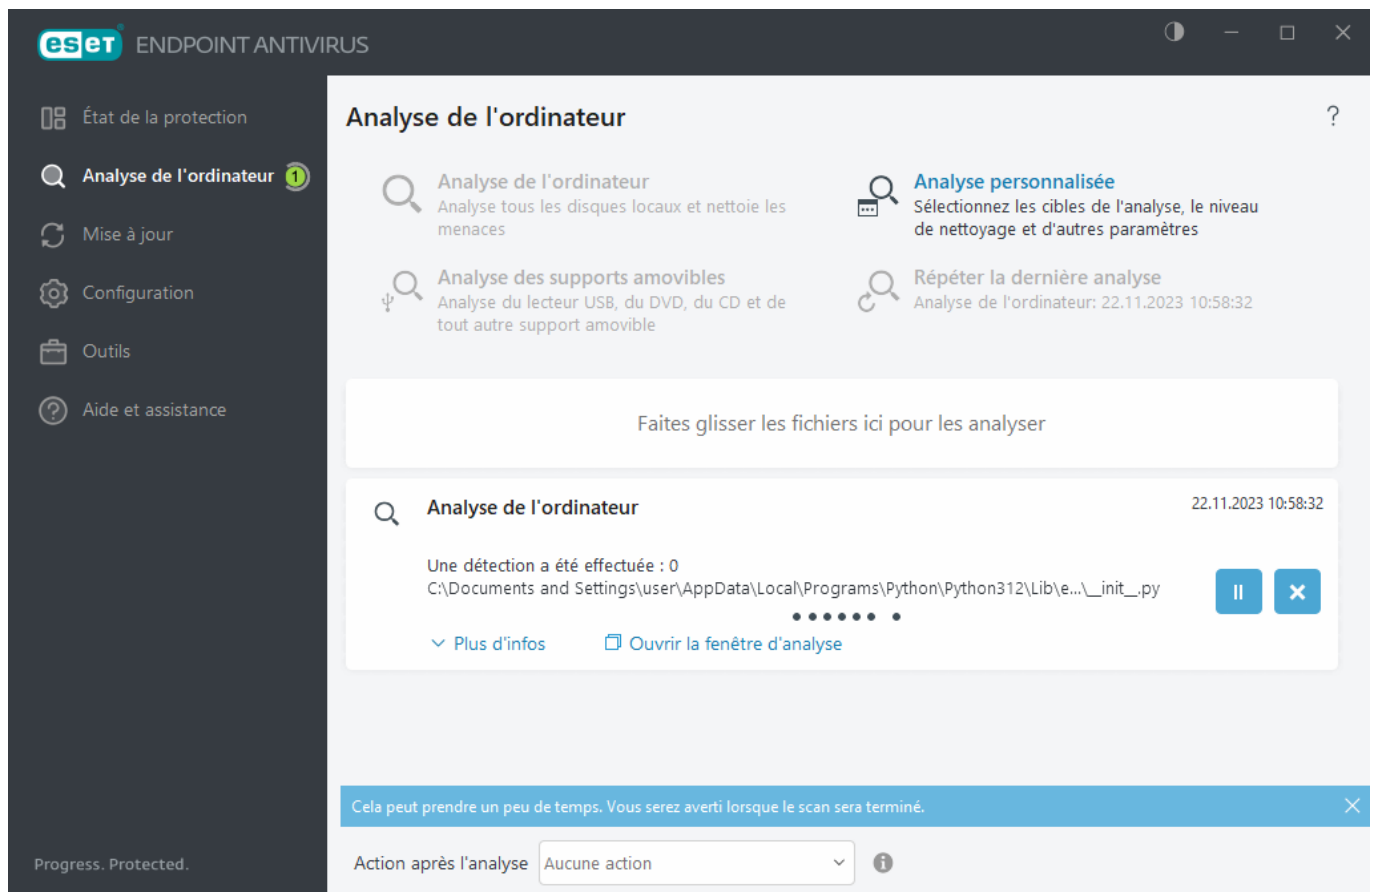 eset ENDPOINT ANTIVIRUS
État de la protection
Analyse de l'ordinateur 1
Mise à jour
Configuration
Outils
Aide et assistance
Progress. Protected.
Analyse de l'ordinateur
?
Analyse de l'ordinateur
Analyse tous les disques locaux et nettoie les
menaces
Analyse personnalisée
Sélectionnez les cibles de l'analyse, le niveau
de nettoyage et d'autres paramètres
Analyse des supports amovibles
Analyse du lecteur USB, du DVD, du CD et de
tout autre support amovible
Répéter la dernière analyse
Analyse de l'ordinateur: 22.11.2023 10:58:32
Faites glisser les fichiers ici pour les analyser
Analyse de l'ordinateur
22.11.2023 10:58:32
Une détection a été effectuée : 0
C:\Documents and Settings\user\AppData\Local\Programs\Python\Python312\Lib\e...\__init__.py
Plus d'infos
Ouvrir la fenêtre d'analyse
Cela peut prendre un peu de temps. Vous serez averti lorsque le scan sera terminé.
Action après l'analyse
Aucune action